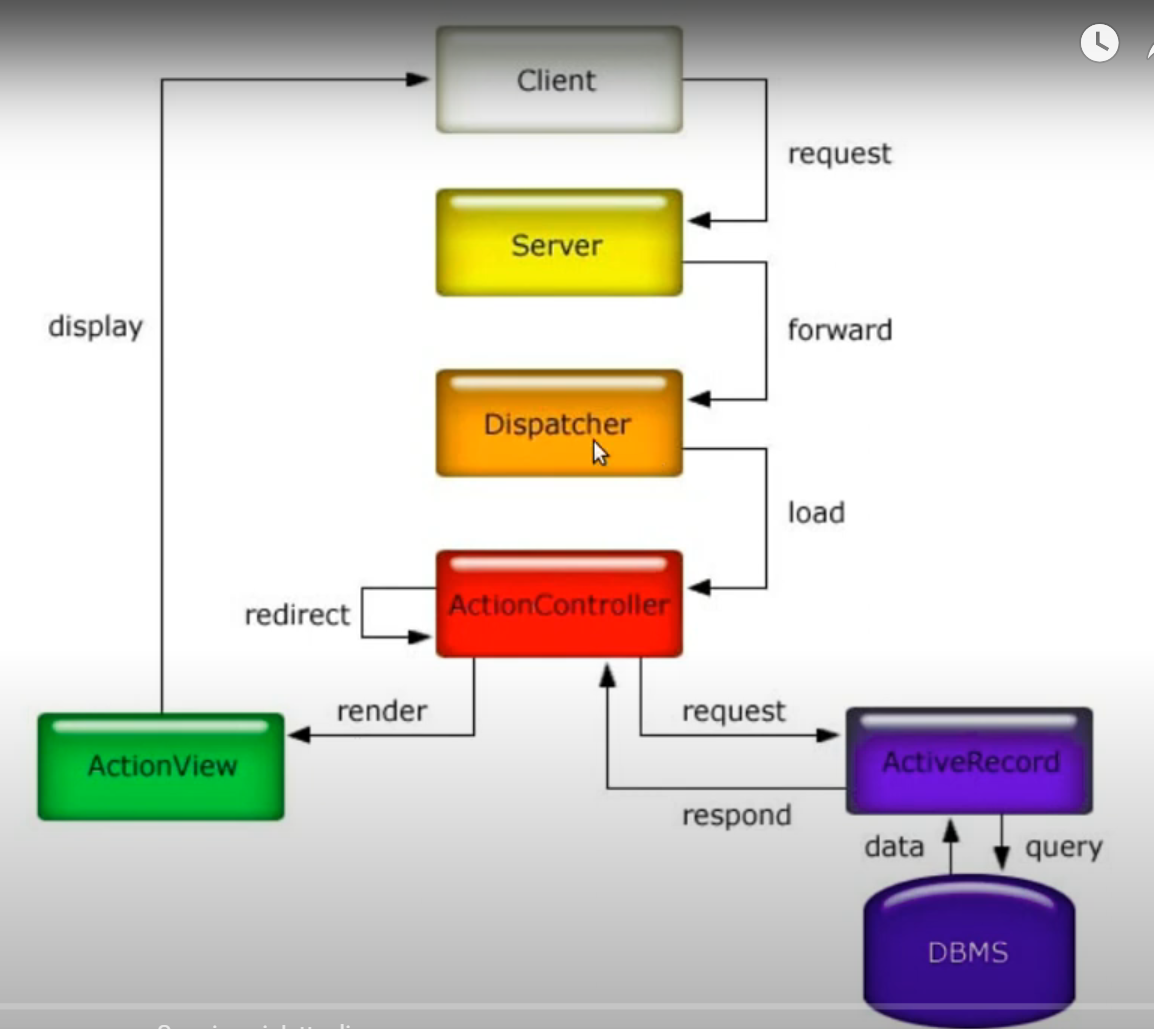 Client
request
Server
display
forward
Dispatcher
load
ActionController
redirect
render
request
ActionView
ActiveRecord
respond
data
query
DBMS